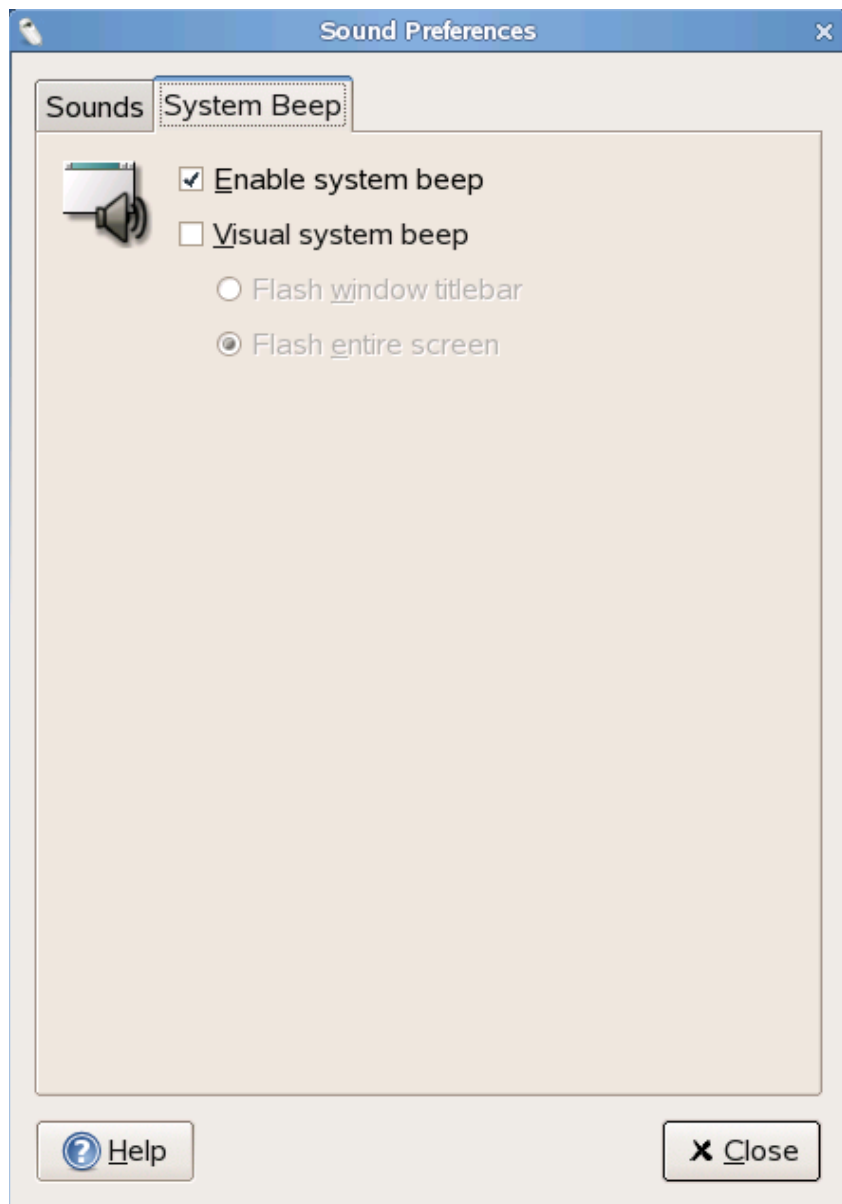 Sound Preferences
Sounds System Beep
Enable system beep
Visual system beep
Flash window titlebar
Flash entire screen
Help Close